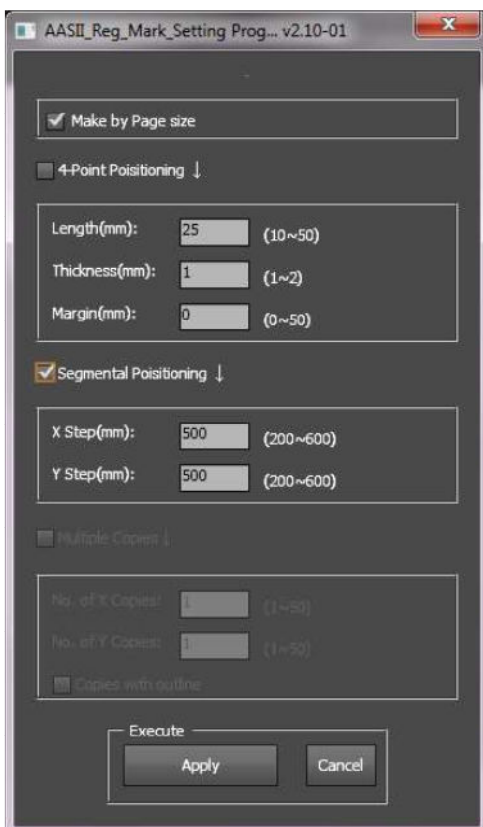 AASII_Reg_Mark_Setting Prog... v2.10-01
Make by Page size
4-Point Poisitioning ↓
Length(mm): 25 (10~50)
Thickness(mm): 1 (1~2)
Margin(mm): 0 (0~50)
Segmental Poisitioning ↓
X Step(mm): 500 (200~600)
Y Step(mm): 500 (200~600)
Multiple Copies ↓
No. of X Copies: 1 (1~50)
No. of Y Copies: 1 (1~50)
Copies with outline
Execute
Apply Cancel